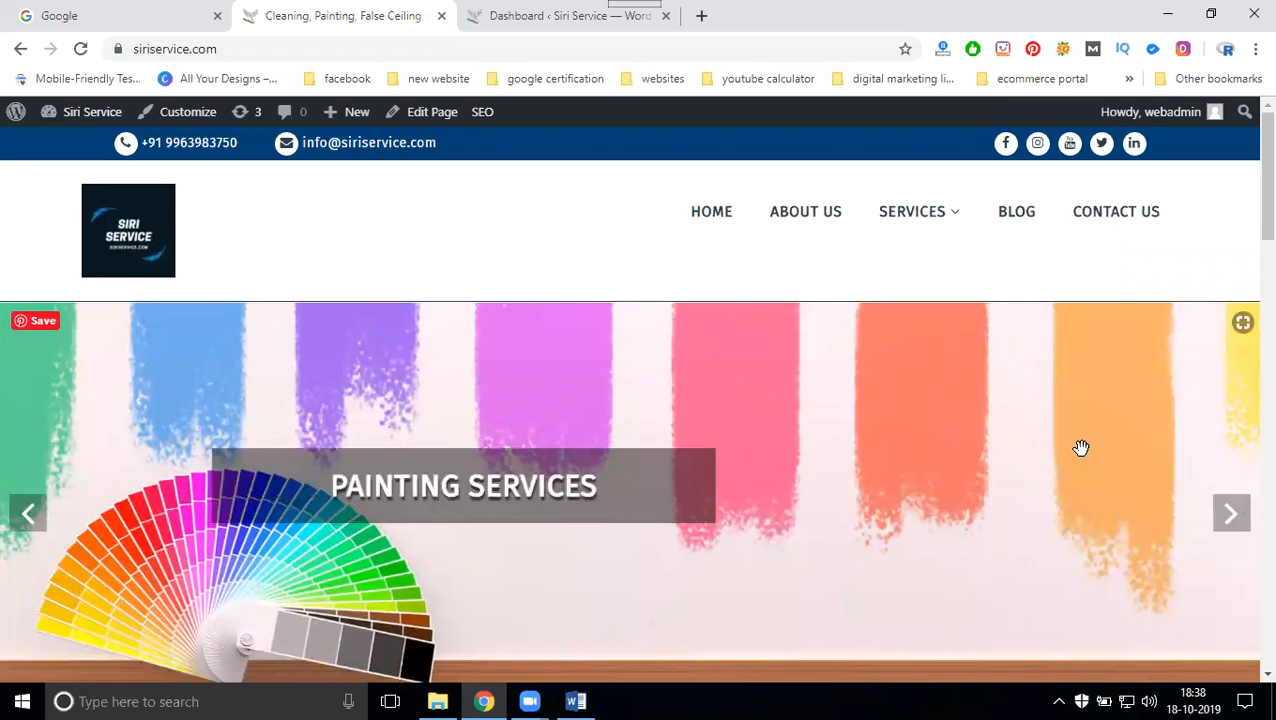 Google
Cleaning, Painting, False Ceiling,
Dashboard ‹ Siri Service — Word
siriservice.com
Mobile-Friendly Tes...
All Your Designs –...
facebook
new website
google certification
websites
youtube calculator
digital marketing li...
ecommerce portal
»
Other bookmarks
Siri Service
Customize
3
0
New
Edit Page
SEO
Howdy, webadmin
+91 9963983750
info@siriservice.com
SIRI
SERVICE
SIRISERVICE.COM
HOME
ABOUT US
SERVICES
BLOG
CONTACT US
Save
PAINTING SERVICES
Type here to search
18:38
18-10-2019